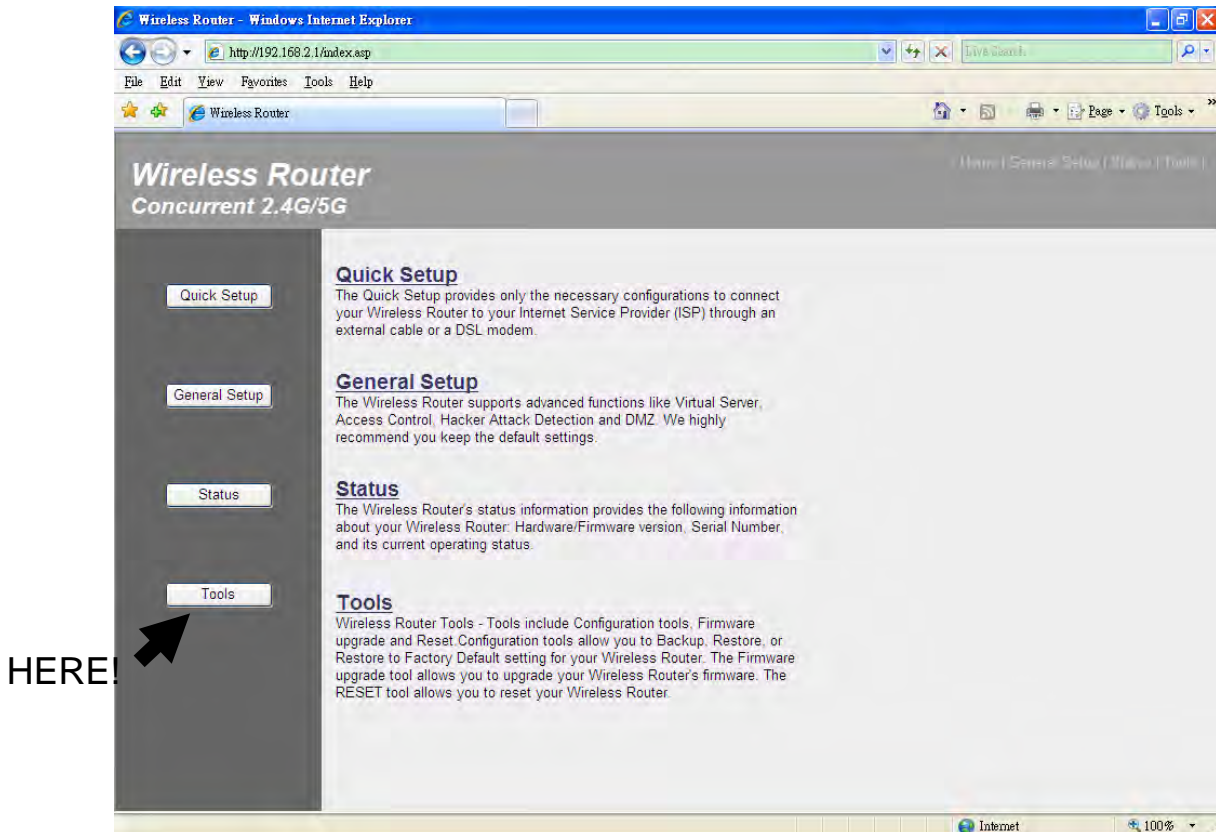 Wireless Router - Windows Internet Explorer
http://192.168.2.1/index.asp
Live Search
File Edit View Favorites Tools Help
Wireless Router
Page Tools
Wireless Router
Concurrent 2.4G/5G
Home | General Setup | Status | Tools |
Quick Setup
Quick Setup
The Quick Setup provides only the necessary configurations to connect
your Wireless Router to your Internet Service Provider (ISP) through an
external cable or a DSL modem.
General Setup
General Setup
The Wireless Router supports advanced functions like Virtual Server,
Access Control, Hacker Attack Detection and DMZ. We highly
recommend you keep the default settings.
Status
Status
The Wireless Router's status information provides the following information
about your Wireless Router: Hardware/Firmware version, Serial Number,
and its current operating status.
Tools
Tools
Wireless Router Tools - Tools include Configuration tools, Firmware
upgrade and Reset.Configuration tools allow you to Backup, Restore, or
Restore to Factory Default setting for your Wireless Router. The Firmware
upgrade tool allows you to upgrade your Wireless Router's firmware. The
RESET tool allows you to reset your Wireless Router.
HERE!
Internet 100%